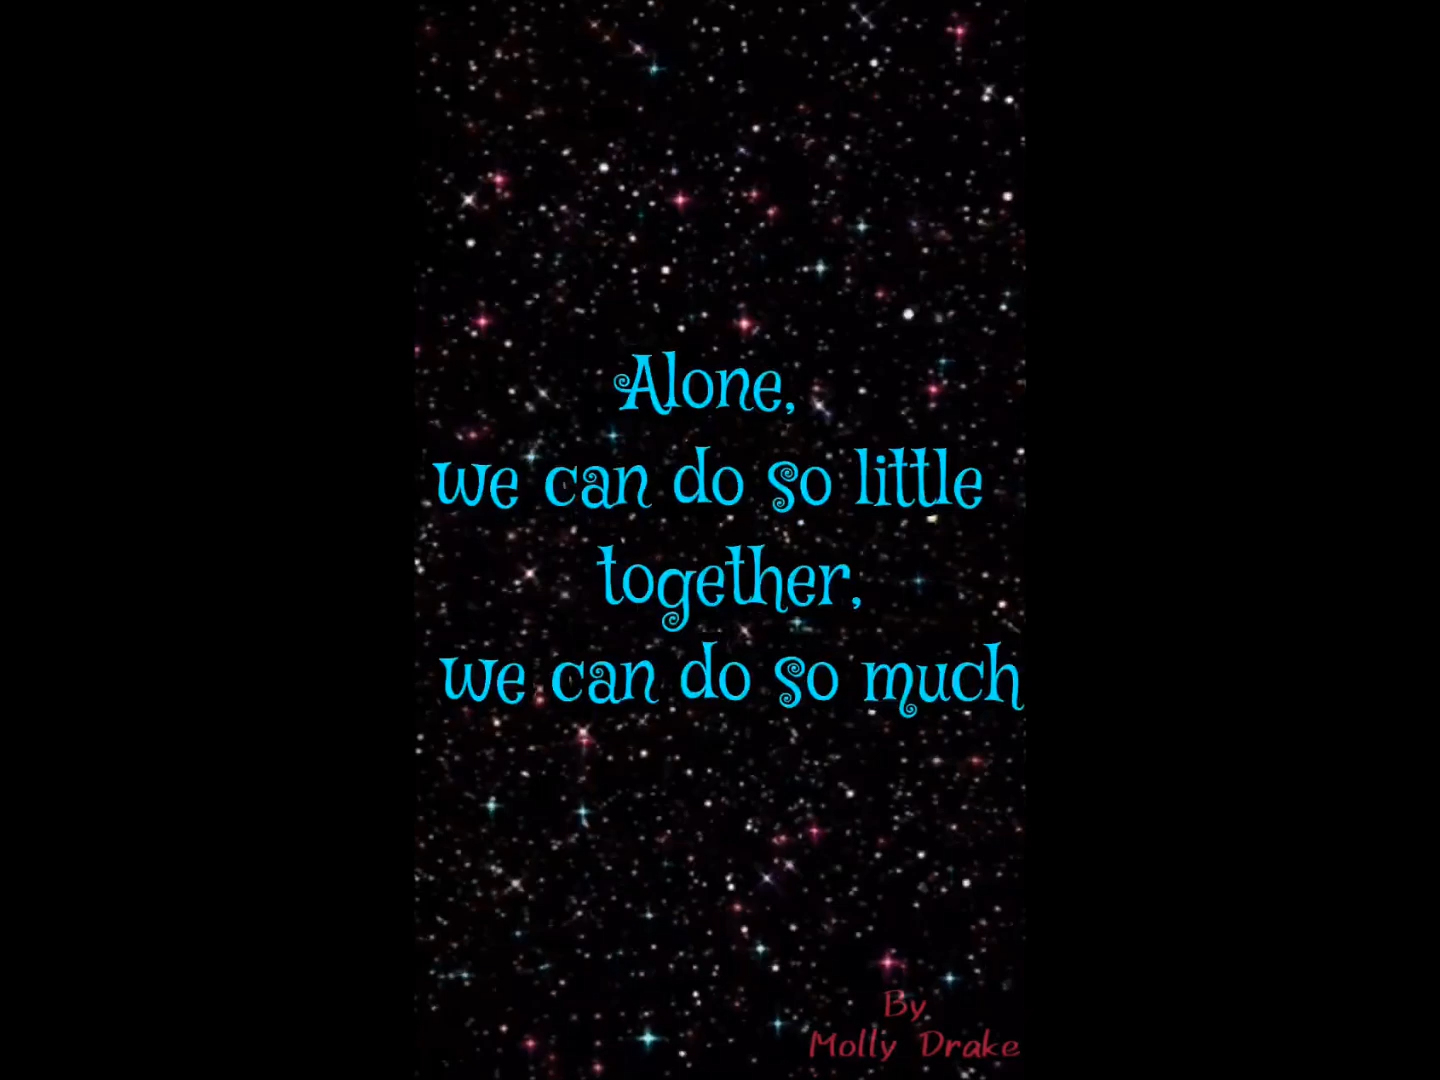 Alone,
we can do so little
together,
we can do so much
By
Molly Drake